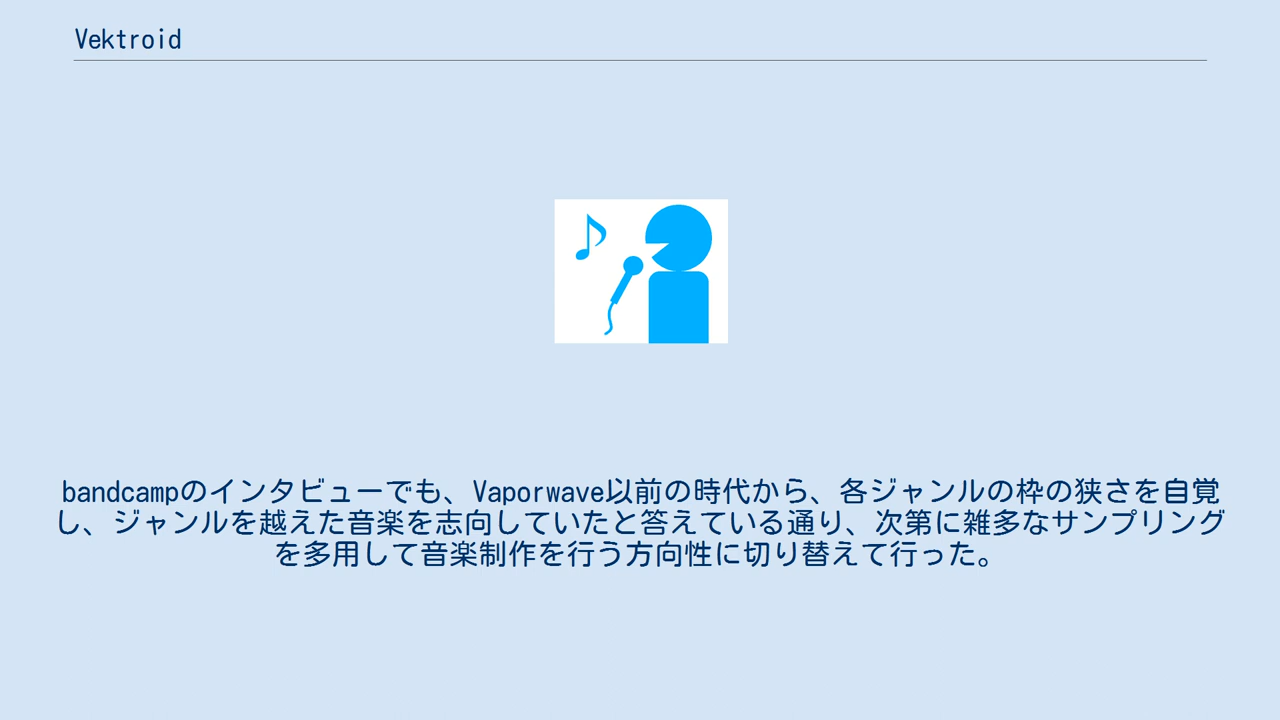 Vektroid
bandcampのインタビューでも、Vaporwave以前の時代から、各ジャンルの枠の狭さを自覚
し、ジャンルを越えた音楽を志向していたと答えている通り、次第に雑多なサンプリング
を多用して音楽制作を行う方向性に切り替えて行った。